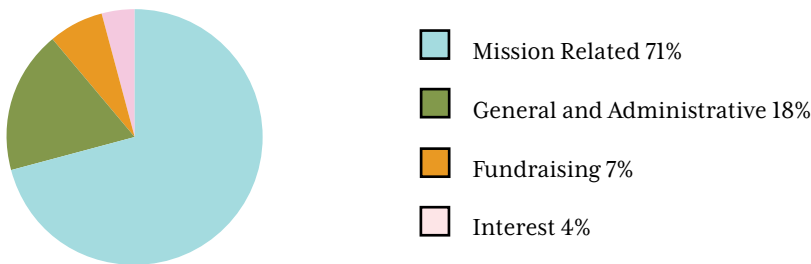 Mission Related 71%
General and Administrative 18%
Fundraising 7%
Interest 4%